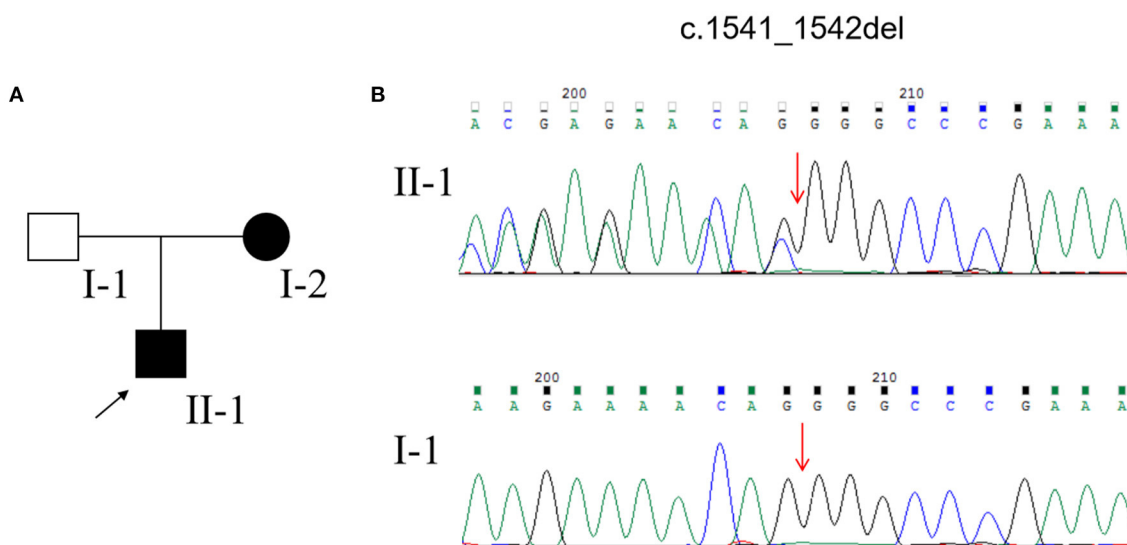 c.1541_1542del
A
B
200 210
A C G A G A A C A G G G G C C C G A A A
II-1
I-1
I-2
II-1
200 210
A A G A A A A C A G G G G C C C G A A A
I-1